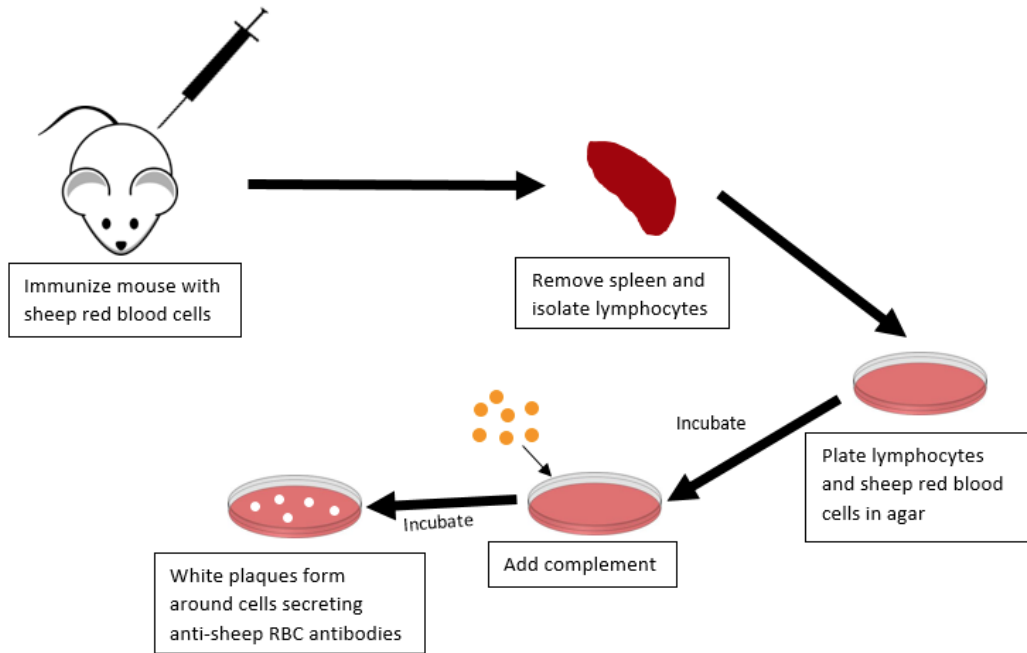 Immunize mouse with
sheep red blood cells
Remove spleen and
isolate lymphocytes
Plate lymphocytes
and sheep red blood
cells in agar
Incubate
Add complement
Incubate
White plaques form
around cells secreting
anti-sheep RBC antibodies